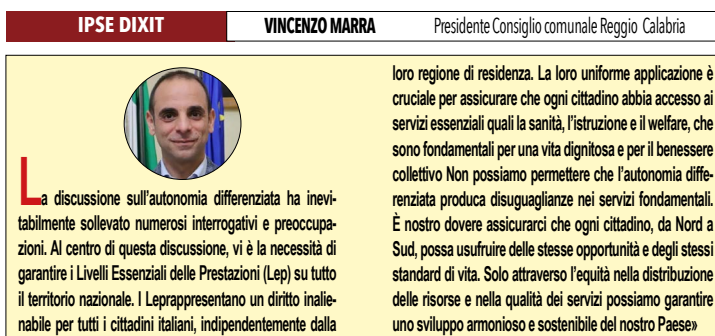 IPSE DIXIT
VINCENZO MARRA
Presidente Consiglio comunale Reggio Calabria
La discussione sull'autonomia differenziata ha inevi-
tabilmente sollevato numerosi interrogativi e preoccupa-
zioni. Al centro di questa discussione, vi è la necessità di
garantire i Livelli Essenziali delle Prestazioni (Lep) su tutto
il territorio nazionale. I Leprappresentano un diritto inalie-
nabile per tutti i cittadini italiani, indipendentemente dalla
loro regione di residenza. La loro uniforme applicazione è
cruciale per assicurare che ogni cittadino abbia accesso ai
servizi essenziali quali la sanità, l'istruzione e il welfare, che
sono fondamentali per una vita dignitosa e per il benessere
collettivo Non possiamo permettere che l'autonomia diffe-
renziata produca disuguaglianze nei servizi fondamentali.
È nostro dovere assicurarci che ogni cittadino, da Nord a
Sud, possa usufruire delle stesse opportunità e degli stessi
standard di vita. Solo attraverso l'equità nella distribuzione
delle risorse e nella qualità dei servizi possiamo garantire
uno sviluppo armonioso e sostenibile del nostro Paese»